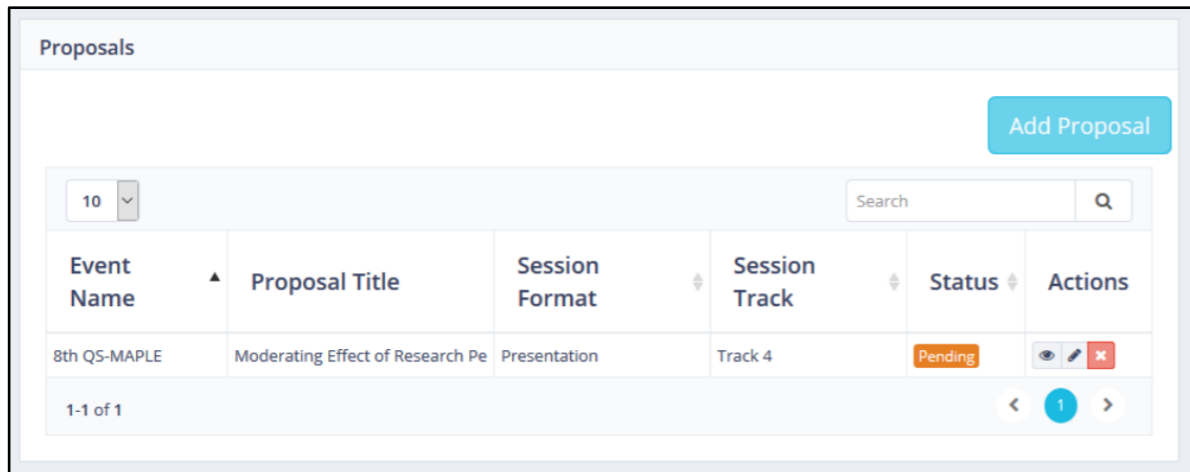 Proposals
Add Proposal
10
Search
Event Name
Proposal Title
Session Format
Session Track
Status
Actions
8th QS-MAPLE
Moderating Effect of Research Pe
Presentation
Track 4
Pending
1-1 of 1
1